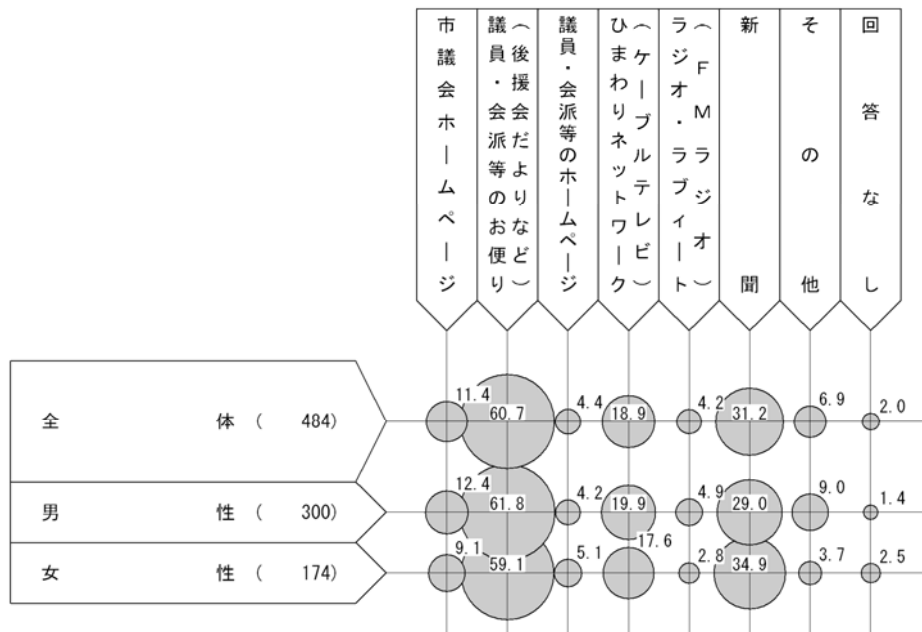 市議会ホームページ
議員・会派等のお便り
（後援会だよりなど）
議員・会派等のホームページ
ひまわりネットワーク
（ケーブルテレビ）
ラジオ・ラブィート
（FMラジオ）
新聞
その他
回答なし
全体（ 484)
11.4 60.7 4.4 18.9 4.2 31.2 6.9 2.0
男性（ 300)
12.4 61.8 4.2 19.9 4.9 29.0 9.0 1.4
女性（ 174)
9.1 59.1 5.1 17.6 2.8 34.9 3.7 2.5